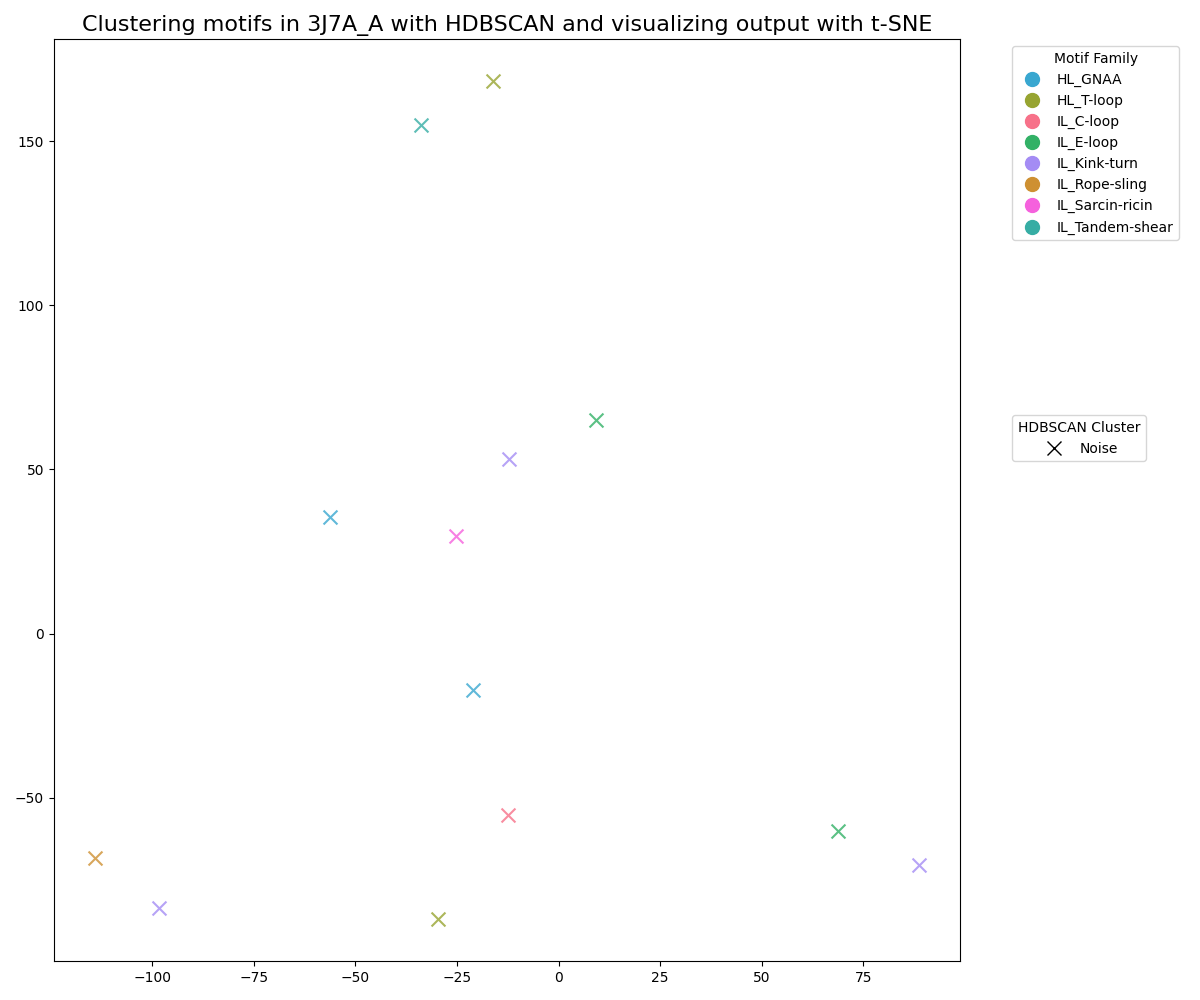 Clustering motifs in 3J7A_A with HDBSCAN and visualizing output with t-SNE
Motif Family
HL_GNAA
HL_T-loop
IL_C-loop
IL_E-loop
IL_Kink-turn
IL_Rope-sling
IL_Sarcin-ricin
IL_Tandem-shear
HDBSCAN Cluster
Noise
150
100
50
0
−50
−100
−75
−50
−25
0
25
50
75